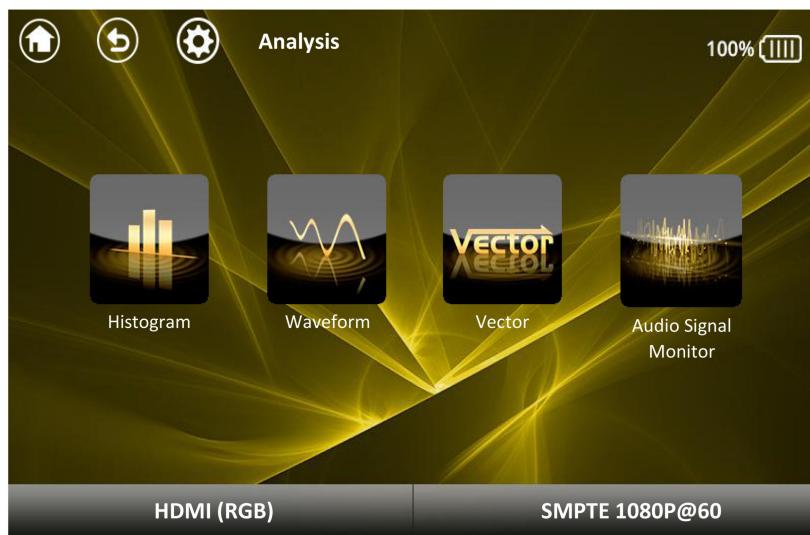 Analysis
100%
Vector
Histogram
Waveform
Vector
Audio Signal
Monitor
HDMI (RGB)
SMPTE 1080P@60